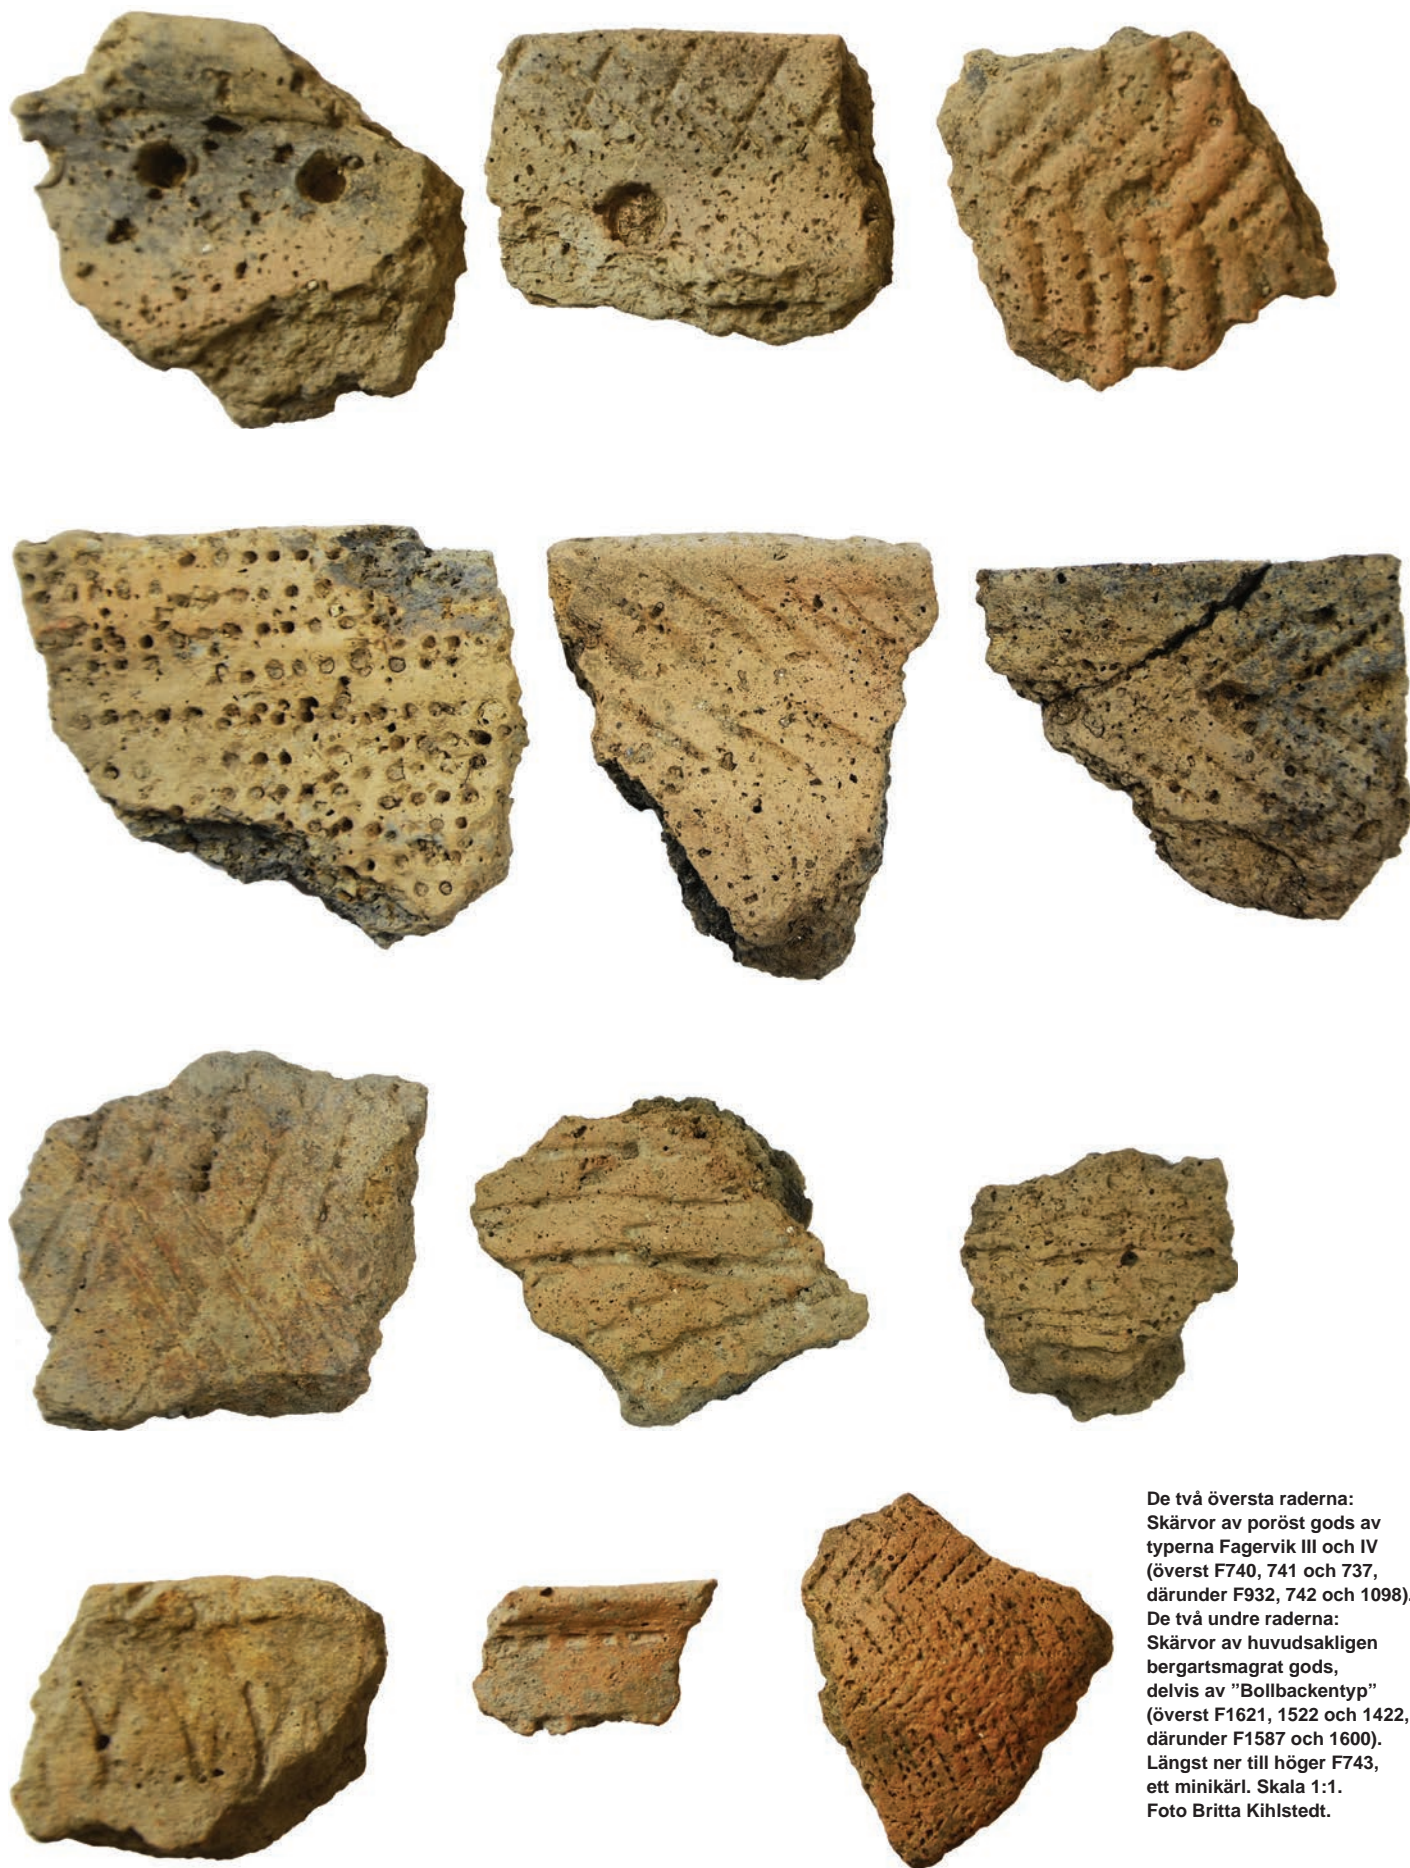 De två översta raderna:
Skärvor av poröst gods av
typerna Fagervik III och IV
(överst F740, 741 och 737,
därunder F932, 742 och 1098).
De två undre raderna:
Skärvor av huvudsakligen
bergartsmagrat gods,
delvis av ”Bollbackentyp”
(överst F1621, 1522 och 1422,
därunder F1587 och 1600).
Längst ner till höger F743,
ett minikärl. Skala 1:1.
Foto Britta Kihlstedt.